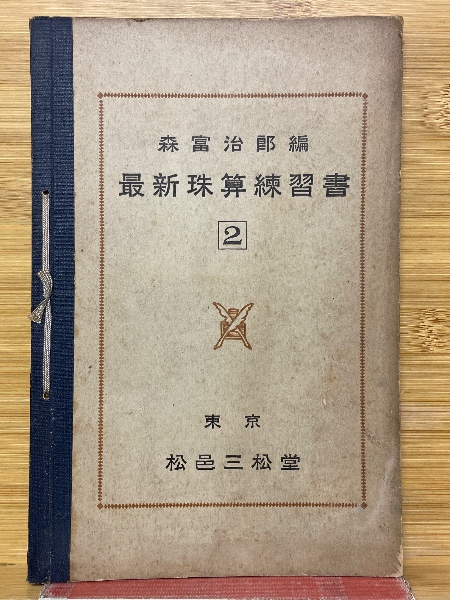 森富治郎編
最新珠算練習書
2
東京
松邑三松堂